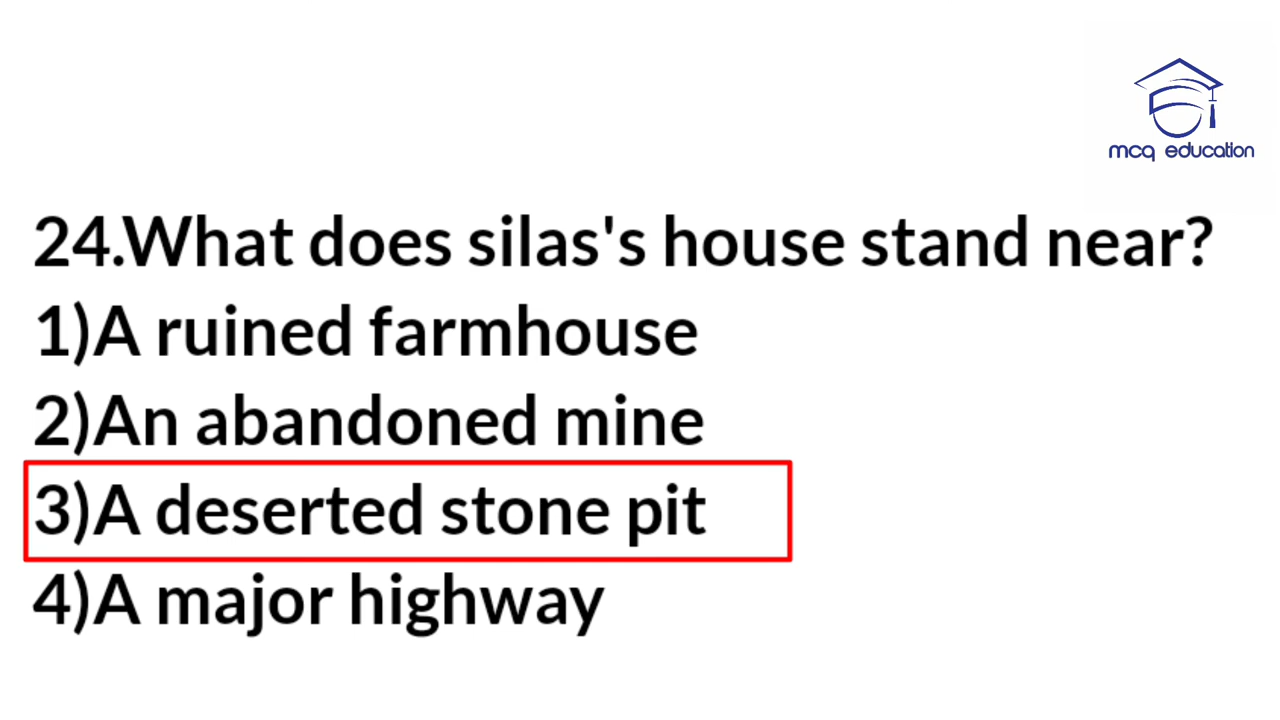 mcq education
24.What does silas's house stand near?
1)A ruined farmhouse
2)An abandoned mine
3)A deserted stone pit
4)A major highway